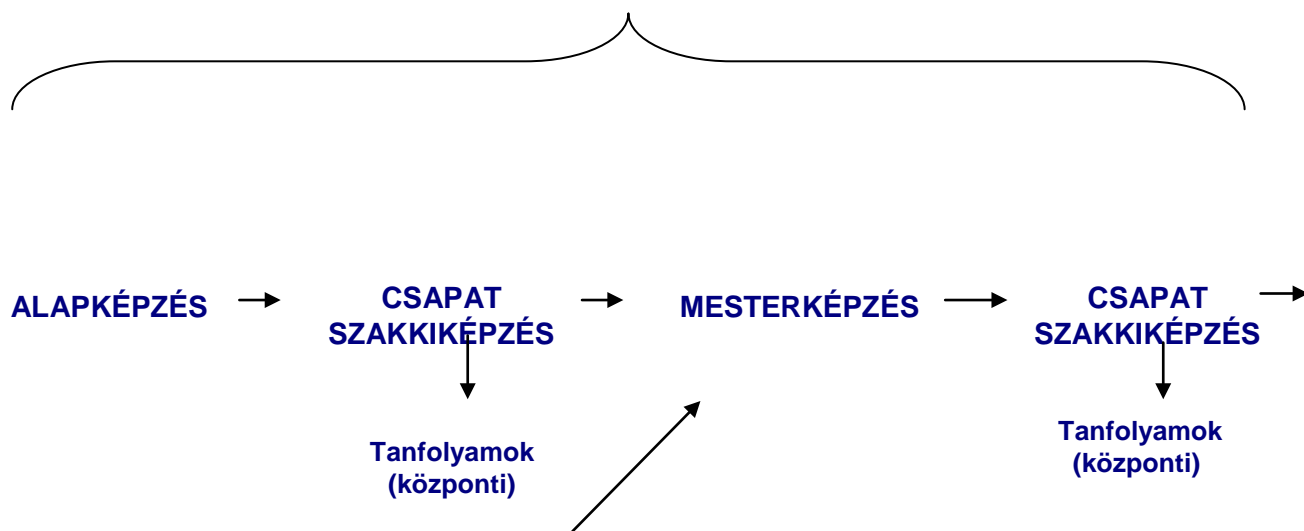 ALAPKÉPZÉS
CSAPAT
SZAKKIKÉPZÉS
Tanfolyamok
(központi)
MESTERKÉPZÉS
CSAPAT
SZAKKIKÉPZÉS
Tanfolyamok
(központi)